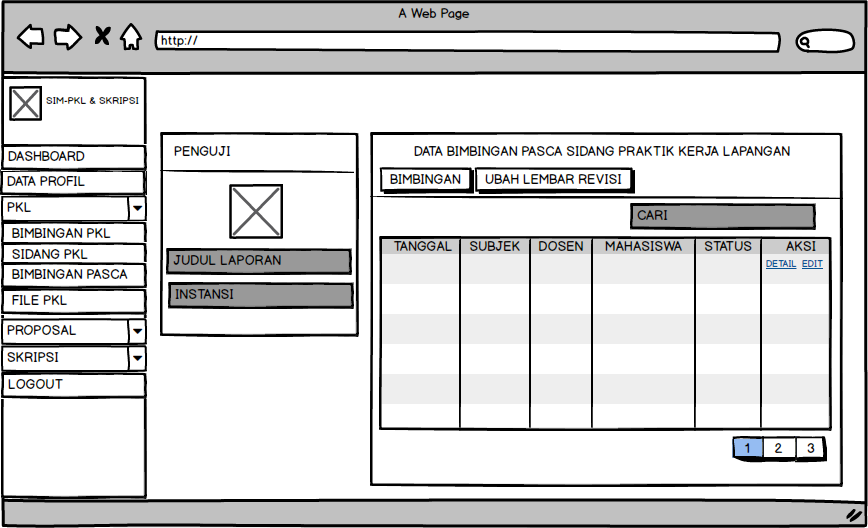 A Web Page
http://
SIM-PKL & SKRIPSI
DASHBOARD
DATA PROFIL
PKL
BIMBINGAN PKL
SIDANG PKL
BIMBINGAN PASCA
FILE PKL
PROPOSAL
SKRIPSI
LOGOUT
PENGUJI
JUDUL LAPORAN
INSTANSI
DATA BIMBINGAN PASCA SIDANG PRAKTIK KERJA LAPANGAN
BIMBINGAN UBAH LEMBAR REVISI
CARI
TANGGAL SUBJEK DOSEN MAHASISWA STATUS AKSI
DETAIL EDIT
1 2 3